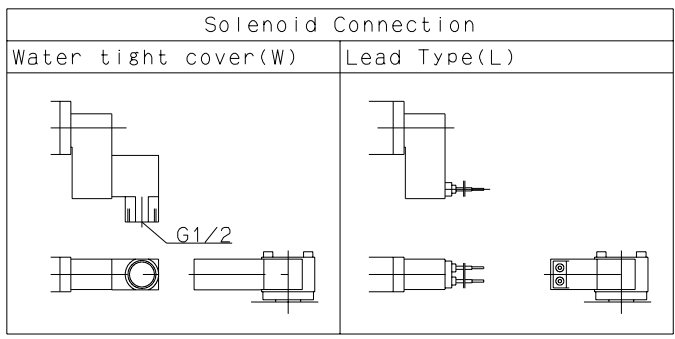 Solenoid Connection
Water tight cover(W)
Lead Type(L)
G1/2